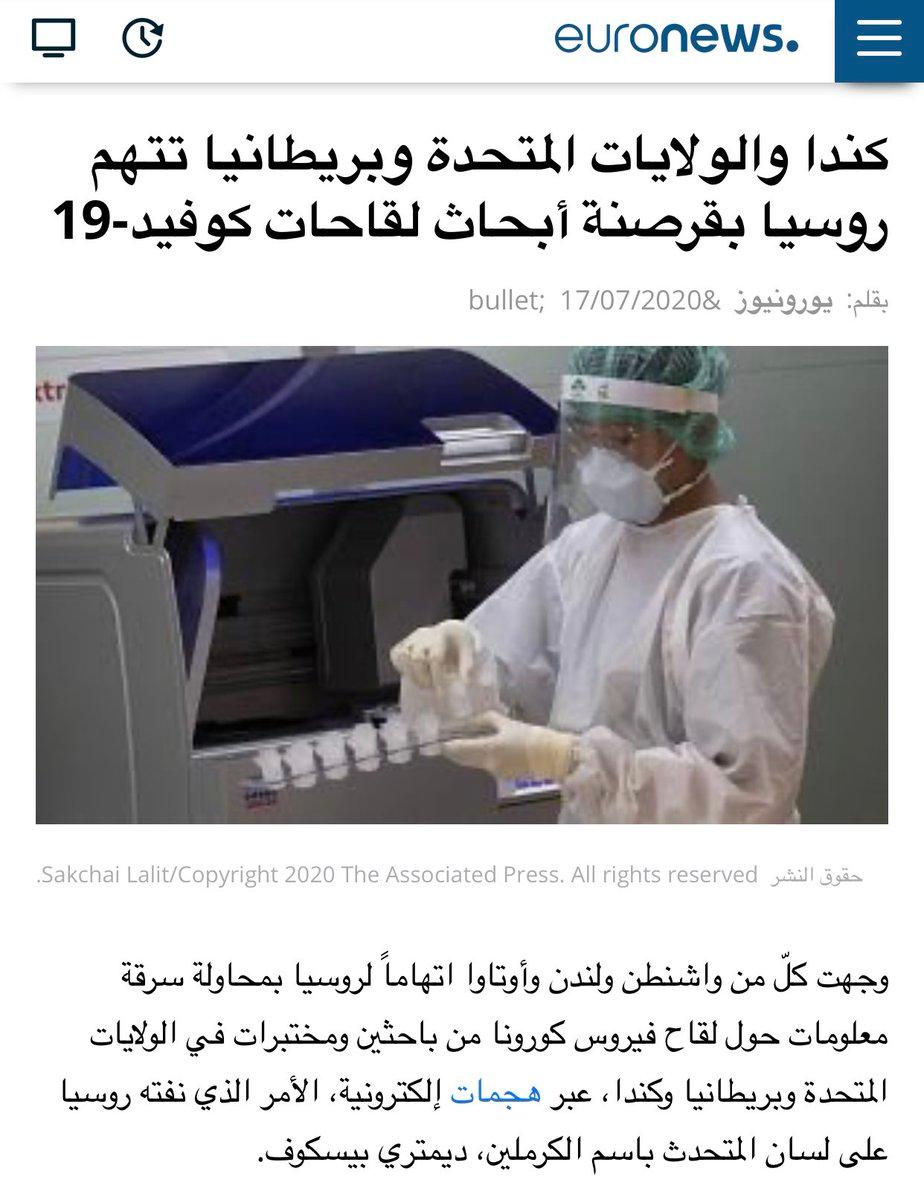 euronews.
كندا والولايات المتحدة وبريطانيا تتهم
روسيا بقرصنة أبحاث لقاحات كوفيد-19
بقلم: يورونيوز &bullet; 17/07/2020
حقوق النشر Sakchai Lalit/Copyright 2020 The Associated Press. All rights reserved.
وجهت كلّ من واشنطن ولندن وأوتاوا اتهاماً لروسيا بمحاولة سرقة
معلومات حول لقاح فيروس كورونا من باحثين ومختبرات في الولايات
المتحدة وبريطانيا وكندا، عبر هجمات إلكترونية، الأمر الذي نفته روسيا
على لسان المتحدث باسم الكرملين، ديمتري بيسكوف.